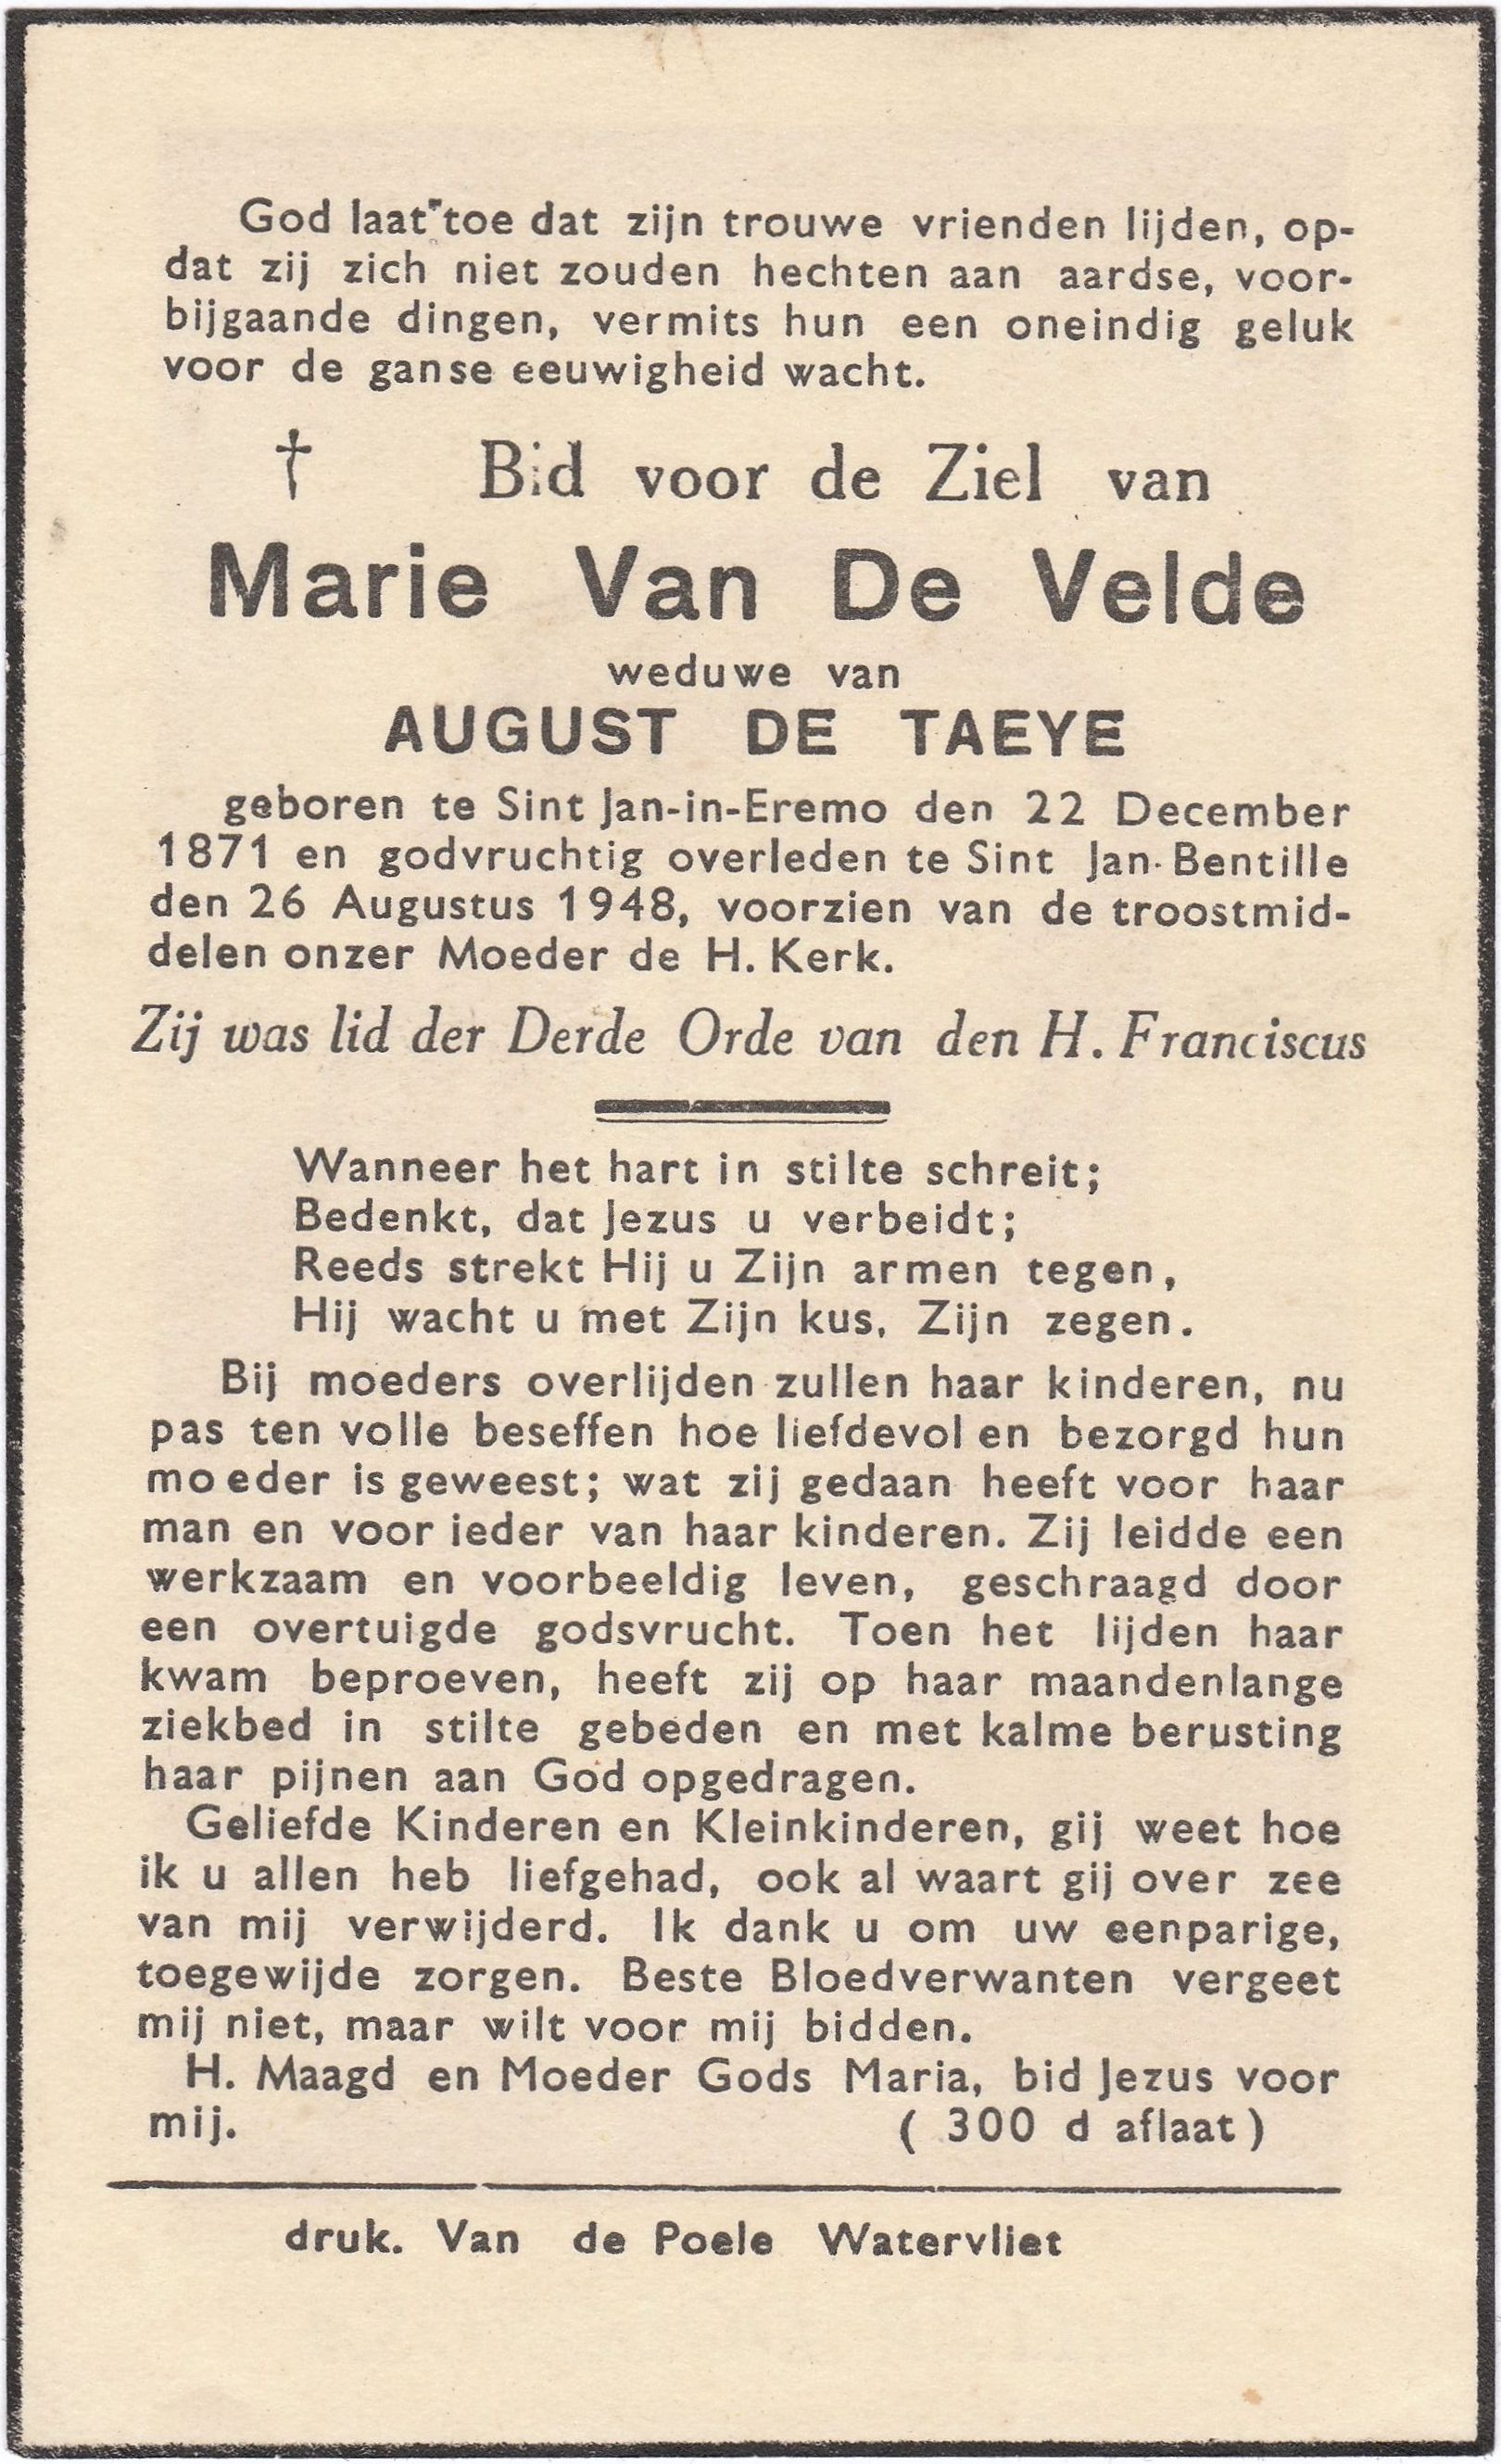 God laat toe dat zijn trouwe vrienden lijden, op-
dat zij zich niet zouden hechten aan aardse, voor-
bijgaande dingen, vermits hun een oneindig geluk
voor de ganse eeuwigheid wacht.
† Bid voor de Ziel van
Marie Van De Velde
weduwe van
AUGUST DE TAEYE
geboren te Sint Jan-in-Eremo den 22 December
1871 en godvruchtig overleden te Sint Jan-Bentille
den 26 Augustus 1948, voorzien van de troostmid-
delen onzer Moeder de H. Kerk.
Zij was lid der Derde Orde van den H. Franciscus
Wanneer het hart in stilte schreit;
Bedenkt, dat Jezus u verbeidt;
Reeds strekt Hij u Zijn armen tegen,
Hij wacht u met Zijn kus, Zijn zegen.
Bij moeders overlijden zullen haar kinderen, nu
pas ten volle beseffen hoe liefdevol en bezorgd hun
moeder is geweest; wat zij gedaan heeft voor haar
man en voor ieder van haar kinderen. Zij leidde een
werkzaam en voorbeeldig leven, geschraagd door
een overtuigde godsvrucht. Toen het lijden haar
kwam beproeven, heeft zij op haar maandenlange
ziekbed in stilte gebeden en met kalme berusting
haar pijnen aan God opgedragen.
Geliefde Kinderen en Kleinkinderen, gij weet hoe
ik u allen heb liefgehad, ook al waart gij over zee
van mij verwijderd. Ik dank u om uw eenparige,
toegewijde zorgen. Beste Bloedverwanten vergeet
mij niet, maar wilt voor mij bidden.
H. Maagd en Moeder Gods Maria, bid Jezus voor
mij. ( 300 d aflaat )
druk. Van de Poele Watervliet